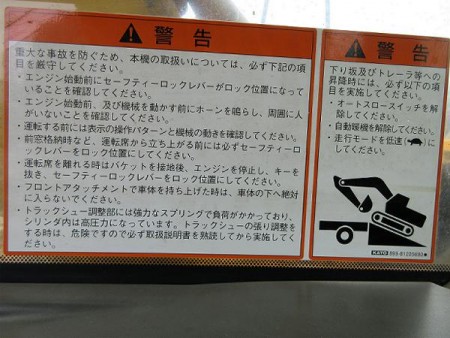 警告
重大な事故を防ぐため、本機の取扱いについては、必ず下記の項
目を厳守してください。
・エンジン始動前にセーフティーロックレバーがロック位置になって
いることを確認してください。
・エンジン始動前、及び機械を動かす前にホーンを鳴らし、周囲に人
がいないことを確認してください。
・運転する前には表示の操作パターンと機械の動きを確認してください。
・前窓格納時など、運転席から立ち上がる前には必ずセーフティーロ
ックレバーをロック位置にしてください。
・運転席を離れる時はバケットを接地後、エンジンを停止し、キーを
抜き、セーフティーロックレバーをロック位置にしてください。
・フロントアタッチメントで車体を持ち上げた時は、車体の下へ絶対
に入らないでください。
・トラックシュー調整部には強力なスプリングで負荷がかかっており、
シリンダ内は高圧力になっています。トラックシューの張り調整を
する時は、危険ですので必ず取扱説明書を熟読してから実施してく
ださい。
警告
下り坂及びトレーラ等への
昇降時には、必ず以下の項
目を実施してください。
・オートスロースイッチを解
除してください。
・自動暖機を解除してください。
・走行モードを低速( )
にしてください。
KATO